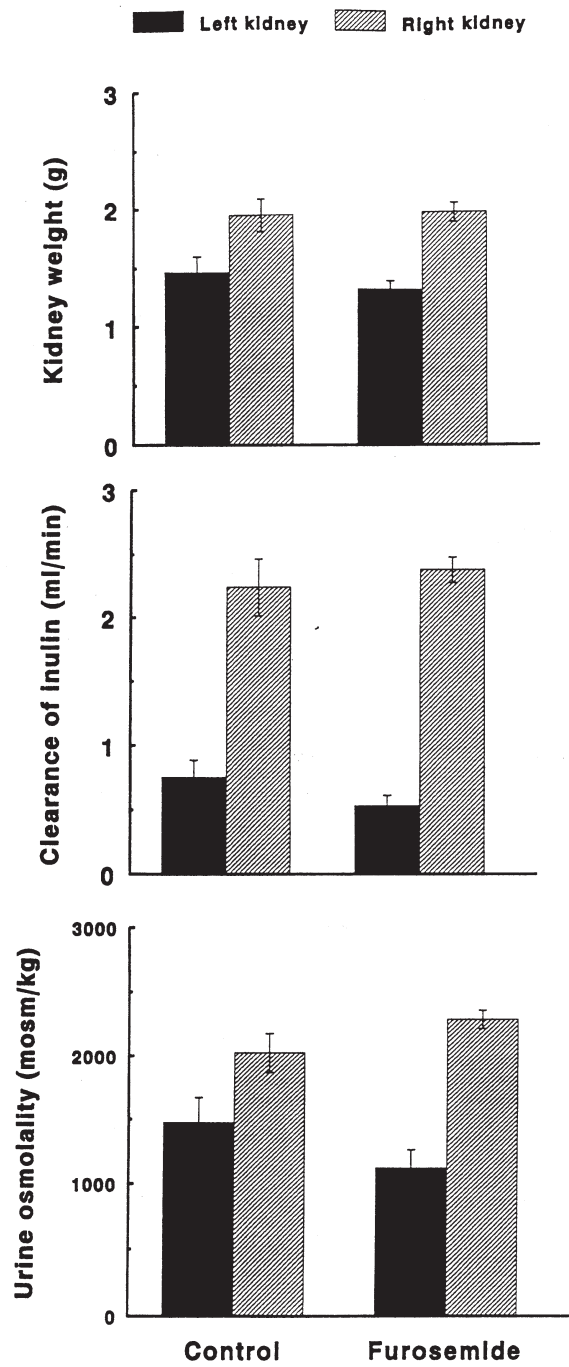 Left kidney Right kidney
Kidney weight (g)
3
2
1
0
Clearance of inulin (ml/min)
3
2
1
0
Urine osmolality (mosm/kg)
3000
2000
1000
0
Control Furosemide